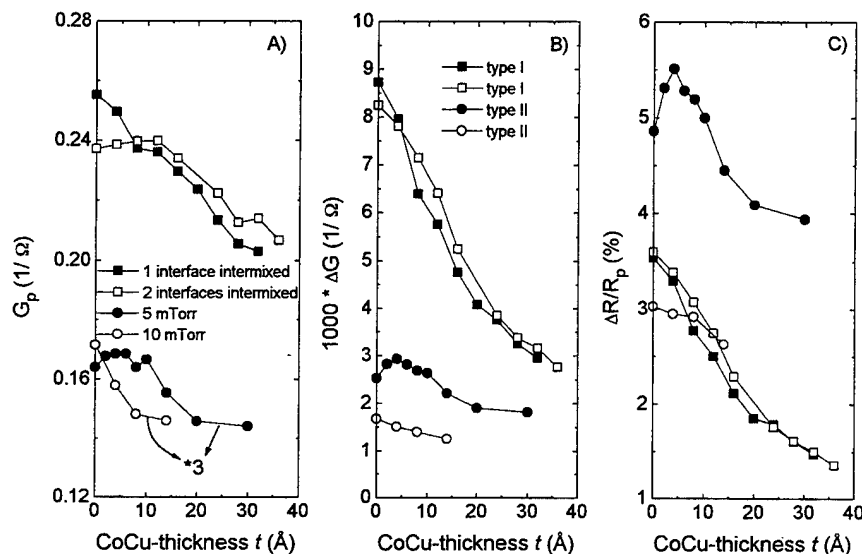 A)
0.28
0.24
0.20
0.16
0.12
G_p (1/ Ω)
1 interface intermixed
2 interfaces intermixed
5 mTorr
10 mTorr
*3
0 10 20 30 40
CoCu-thickness t (Å)
B)
9
8
7
6
5
4
3
2
1
0
1000 * ΔG (1/ Ω)
type I
type I
type II
type II
0 10 20 30 40
CoCu-thickness t (Å)
C)
6
5
4
3
2
1
ΔR/R_p (%)
0 10 20 30 40
CoCu-thickness t (Å)